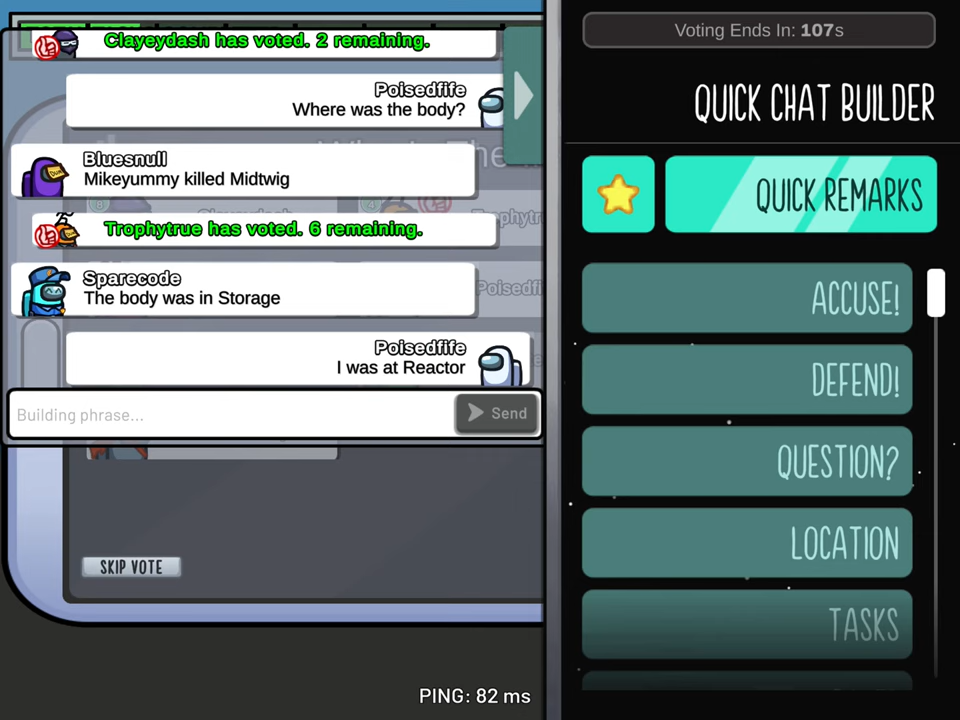 Clayeydash has voted. 2 remaining.
Poisedfife
Where was the body?
Bluesnull
Mikeyummy killed Midtwig
Trophytrue has voted. 6 remaining.
Sparecode
The body was in Storage
Poisedfife
I was at Reactor
Building phrase...
Send
SKIP VOTE
PING: 82 ms
Voting Ends In: 107s
QUICK CHAT BUILDER
QUICK REMARKS
ACCUSE!
DEFEND!
QUESTION?
LOCATION
TASKS